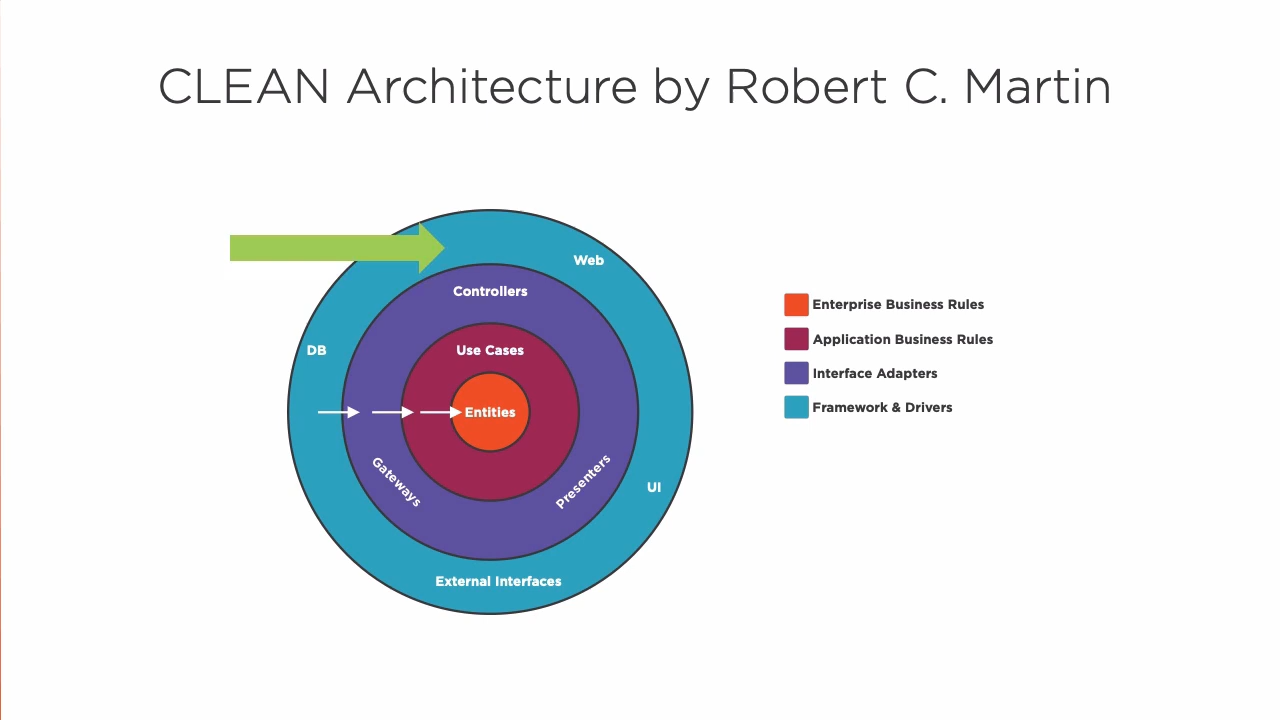 CLEAN Architecture by Robert C. Martin
Web
Controllers
DB
Use Cases
Entities
Gateways
Presenters
UI
External Interfaces
Enterprise Business Rules
Application Business Rules
Interface Adapters
Framework & Drivers